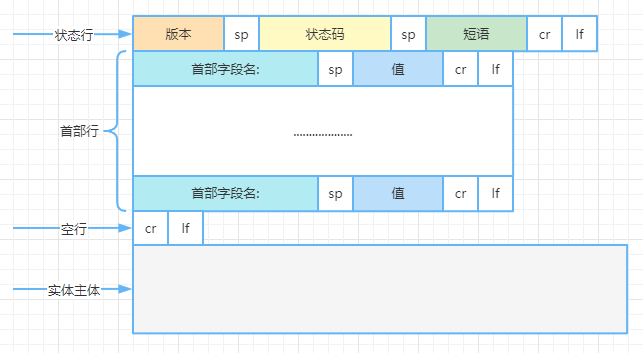 状态行 版本 sp 状态码 sp 短语 cr lf
首部字段名: sp 值 cr lf
首部行 ...................
首部字段名: sp 值 cr lf
空行 cr lf
实体主体